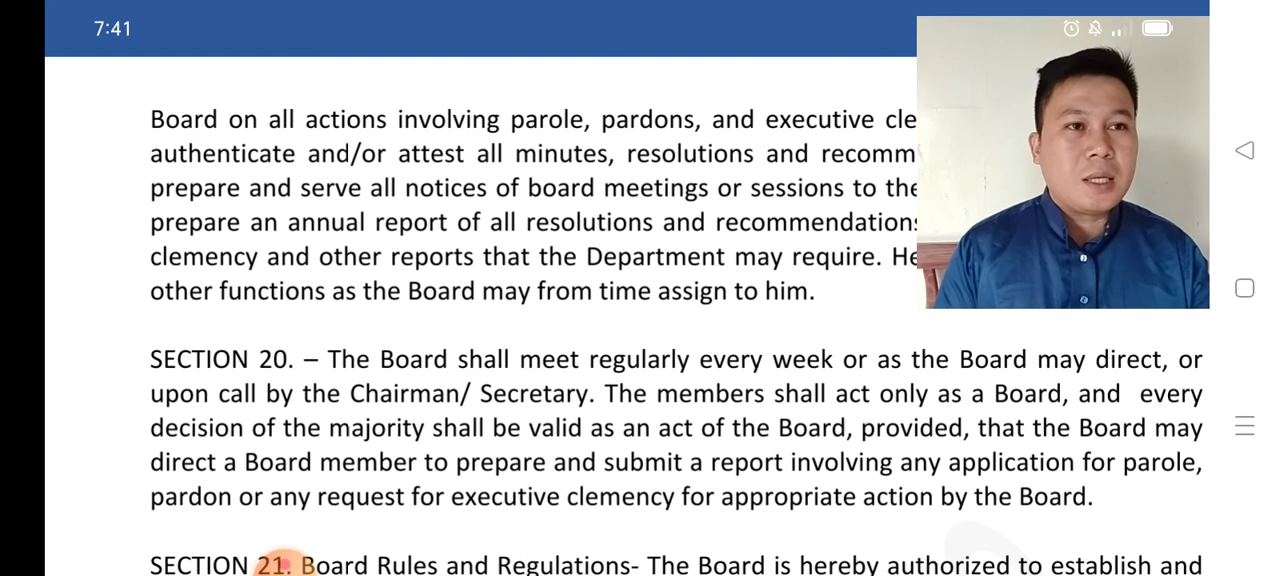 7:41
Board on all actions involving parole, pardons, and executive cle
authenticate and/or attest all minutes, resolutions and recomm
prepare and serve all notices of board meetings or sessions to the
prepare an annual report of all resolutions and recommendations
clemency and other reports that the Department may require. He
other functions as the Board may from time assign to him.
SECTION 20. – The Board shall meet regularly every week or as the Board may direct, or
upon call by the Chairman/ Secretary. The members shall act only as a Board, and every
decision of the majority shall be valid as an act of the Board, provided, that the Board may
direct a Board member to prepare and submit a report involving any application for parole,
pardon or any request for executive clemency for appropriate action by the Board.
SECTION 21. Board Rules and Regulations- The Board is hereby authorized to establish and